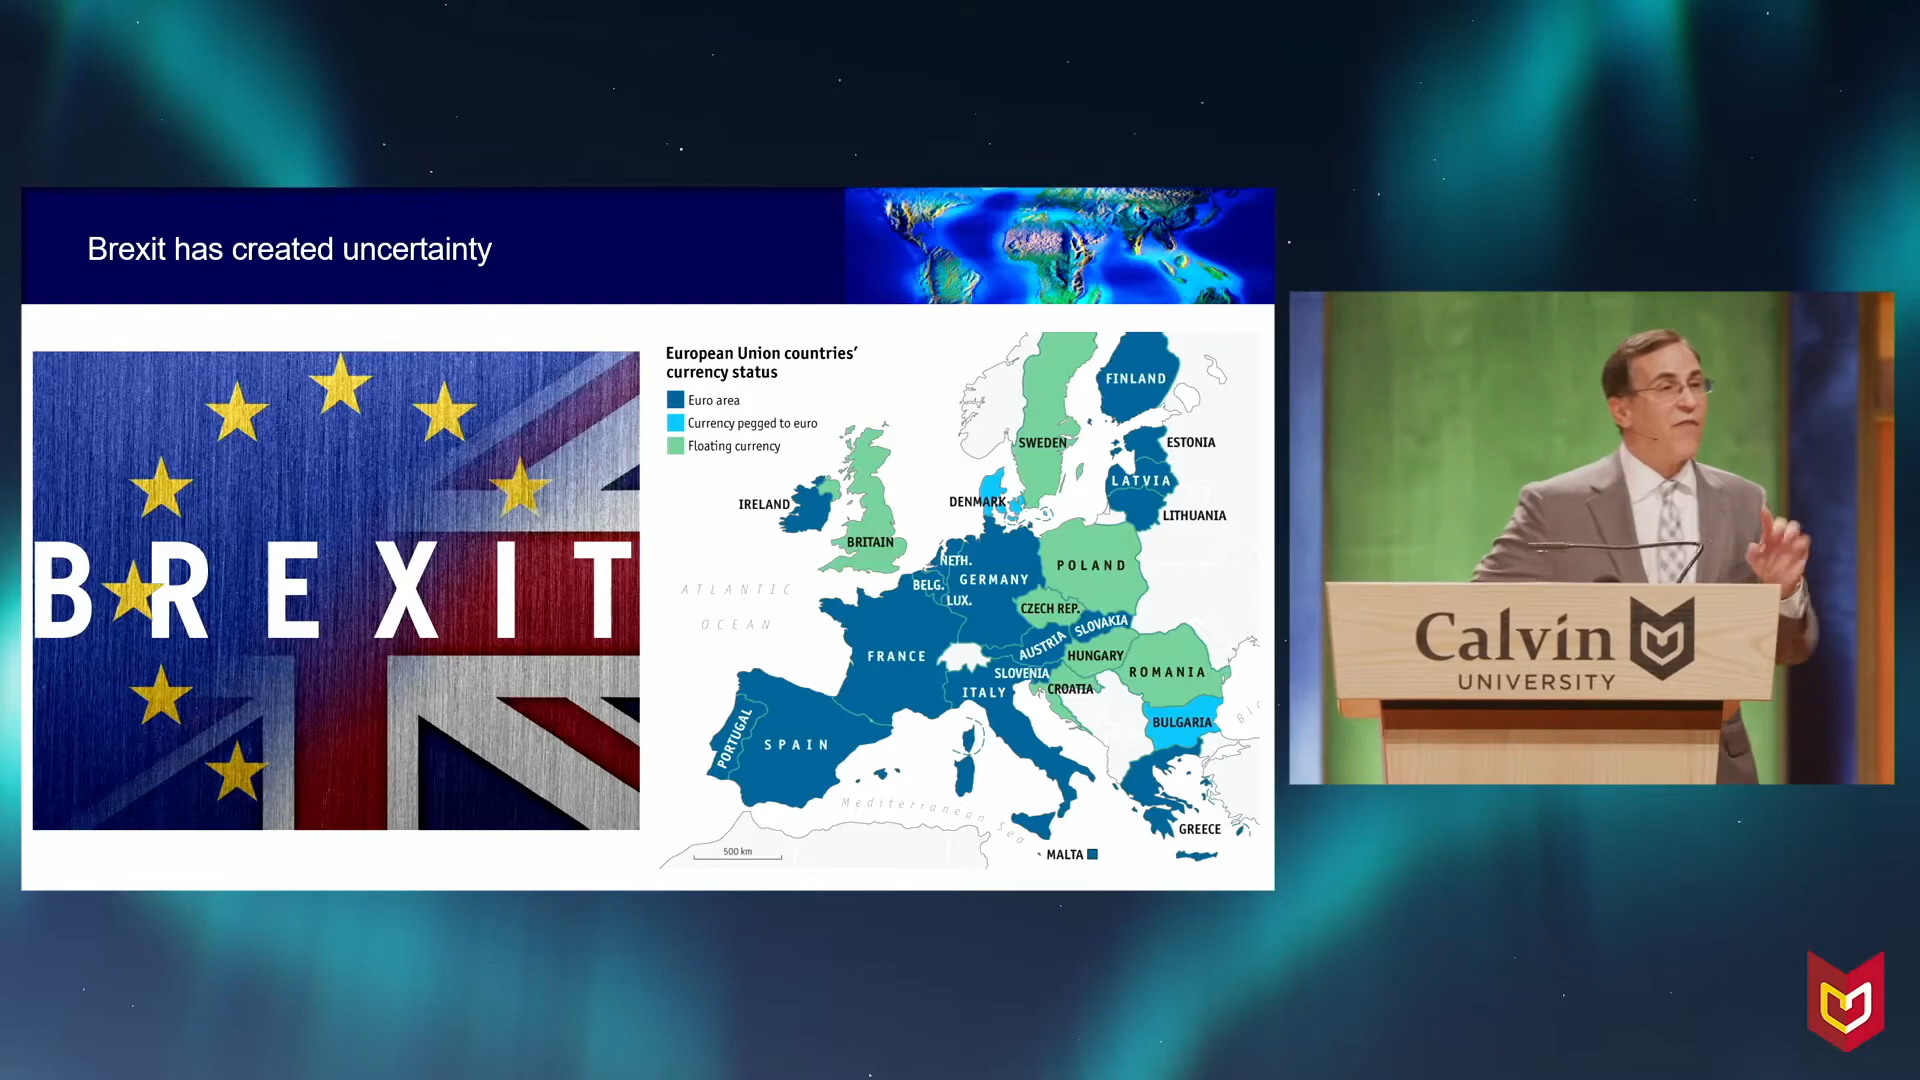 Brexit has created uncertainty
BREXIT
European Union countries’
currency status
Euro area
Currency pegged to euro
Floating currency
FINLAND
SWEDEN
ESTONIA
LATVIA
LITHUANIA
DENMARK
IRELAND
BRITAIN
NETH.
BELG.
GERMANY
LUX.
POLAND
CZECH REP.
SLOVAKIA
AUSTRIA
HUNGARY
ATLANTIC
OCEAN
FRANCE
SLOVENIA
ITALY
CROATIA
ROMANIA
BULGARIA
PORTUGAL
SPAIN
Mediterranean Sea
GREECE
MALTA
500 km
Calvin
UNIVERSITY